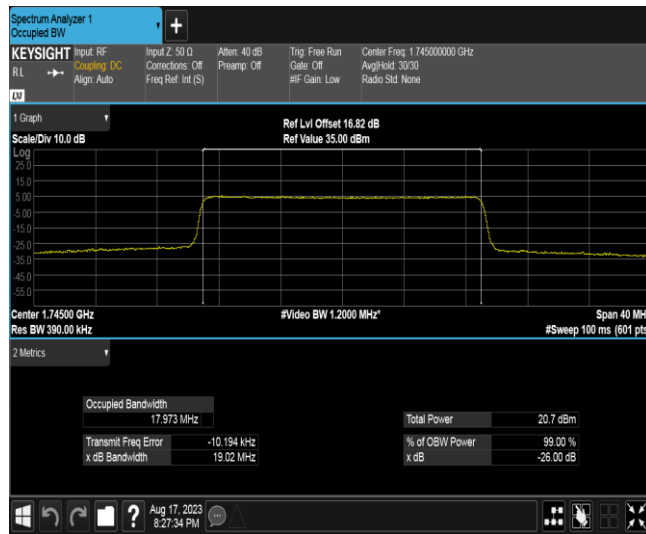 Spectrum Analyzer 1
Occupied BW
+
KEYSIGHT Input: RF Input Z: 50 Ω Atten: 40 dB Trig: Free Run Center Freq: 1.745000000 GHz
RL Coupling: DC Corrections: Off Preamp: Off Gate: Off Avg|Hold: 30/30
Align: Auto Freq Ref: Int (S) #IF Gain: Low Radio Std: None
LXI
1 Graph
Ref Lvl Offset 16.82 dB
Scale/Div 10.0 dB Ref Value 35.00 dBm
Log
25.0
15.0
5.00
-5.00
-15.0
-25.0
-35.0
-45.0
-55.0
Center 1.74500 GHz #Video BW 1.2000 MHz* Span 40 MH
Res BW 390.00 kHz #Sweep 100 ms (601 pts
2 Metrics
Occupied Bandwidth
17.973 MHz Total Power 20.7 dBm
Transmit Freq Error -10.194 kHz % of OBW Power 99.00 %
x dB Bandwidth 19.02 MHz x dB -26.00 dB
? Aug 17, 2023
8:27:34 PM